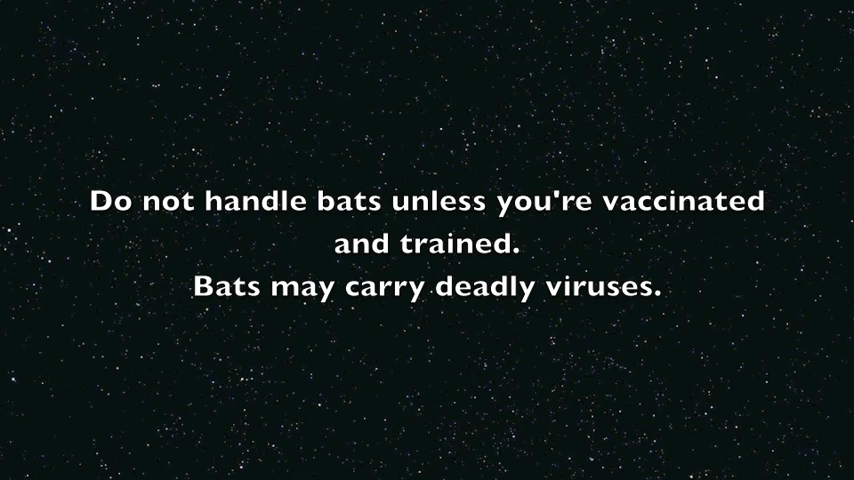 Do not handle bats unless you're vaccinated
and trained.
Bats may carry deadly viruses.